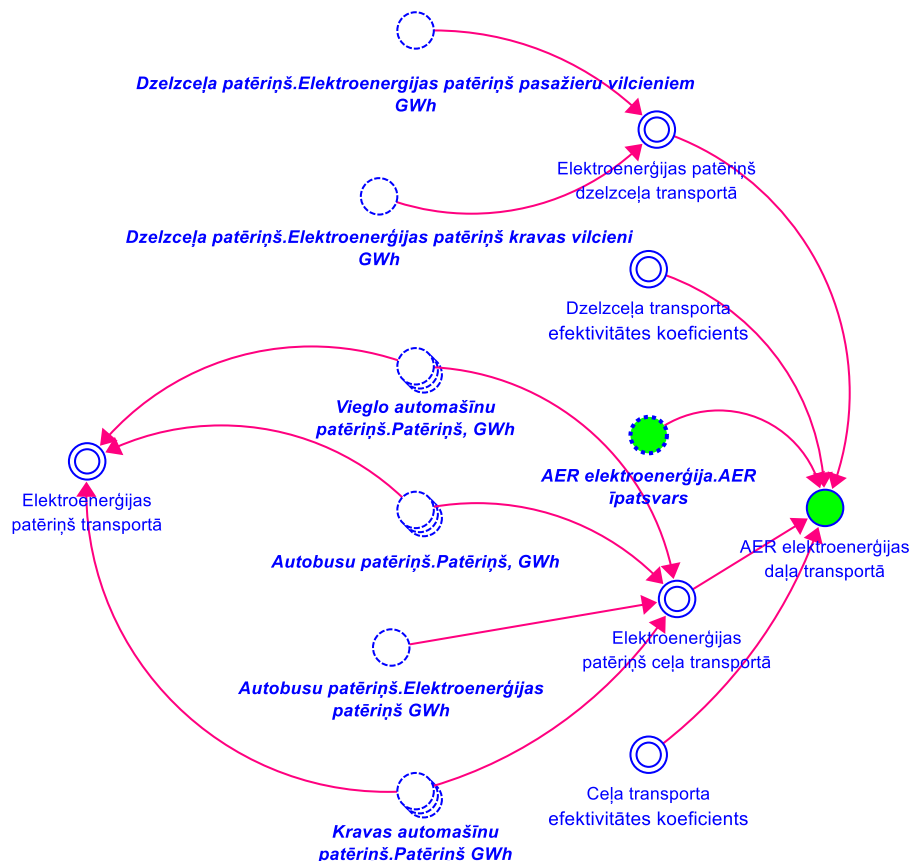 Dzelzceļa patēriņš.Elektroenergijas patēriņš pasažieru vilcieniem
GWh
Elektroenerģijas patēriņš
dzelzceļa transportā
Dzelzceļa patēriņš.Elektroenerģijas patēriņš kravas vilcieni
GWh
Dzelzceļa transporta
efektivitātes koeficients
Vieglo automašīnu
patēriņš.Patēriņš, GWh
AER elektroenerģija.AER
īpatsvars
Elektroenerģijas
patēriņš transportā
Autobusu patēriņš.Patēriņš, GWh
AER elektroenerģijas
daļa transportā
Elektroenerģijas
patēriņš ceļa transportā
Autobusu patēriņš.Elektroenerģijas
patēriņš GWh
Ceļa transporta
efektivitātes koeficients
Kravas automašīnu
patēriņš.Patēriņš GWh